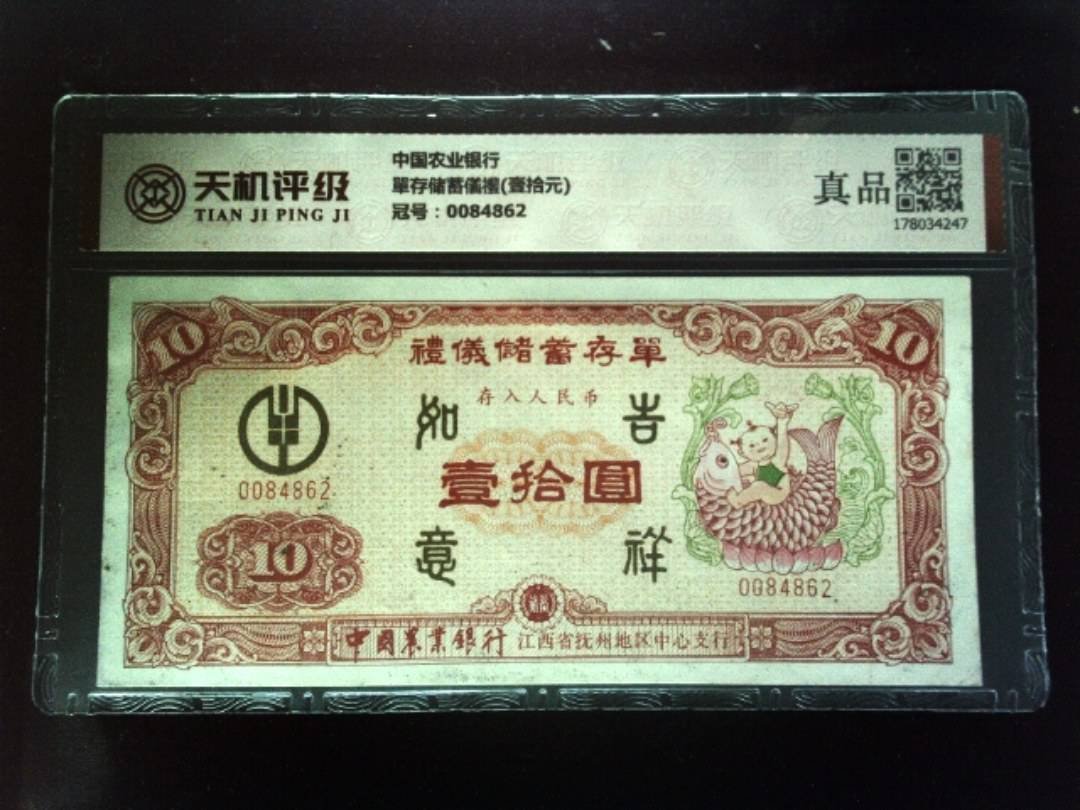 天机评级
TIAN JI PING JI
中国农业银行
單存储蓄儀禮(壹拾元)
冠号：0084862
真品
178034247
10
10
禮儀儲蓄存單
存入人民币
如 吉
壹拾圓
意 祥
0084862
10
0084862
中國農業銀行 江西省抚州地区中心支行